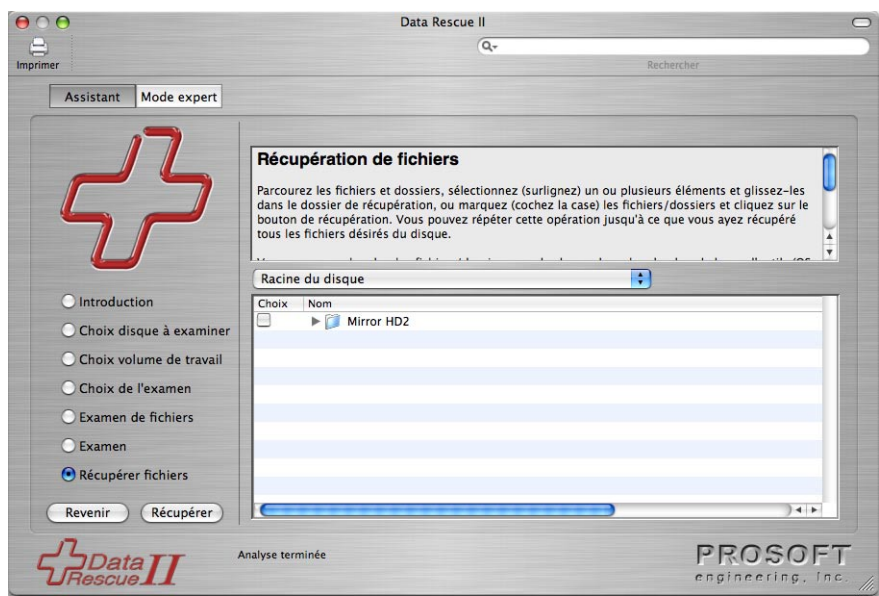 Data Rescue II
Imprimer
Rechercher
Assistant
Mode expert
Récupération de fichiers
Parcourez les fichiers et dossiers, sélectionnez (surlignez) un ou plusieurs éléments et glissez-les
dans le dossier de récupération, ou marquez (cochez la case) les fichiers/dossiers et cliquez sur le
bouton de récupération. Vous pouvez répéter cette opération jusqu'à ce que vous ayez récupéré
tous les fichiers désirés du disque.
Racine du disque
Choix Nom
Mirror HD2
Introduction
Choix disque à examiner
Choix volume de travail
Choix de l'examen
Examen de fichiers
Examen
Récupérer fichiers
Revenir
Récupérer
Data
Rescue II
Analyse terminée
PROSOFT
engineering, inc.